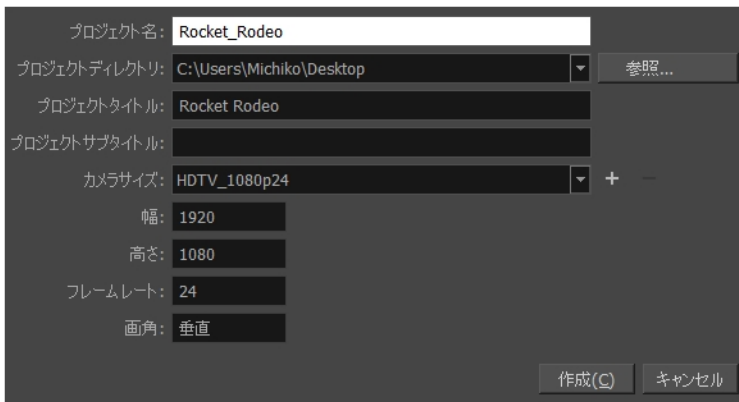 プロジェクト名: Rocket_Rodeo
プロジェクトディレクトリ: C:\Users\Michiko\Desktop 参照...
プロジェクトタイトル: Rocket Rodeo
プロジェクトサブタイトル:
カメラサイズ: HDTV_1080p24 + −
幅: 1920
高さ: 1080
フレームレート: 24
画角: 垂直
作成(C) キャンセル